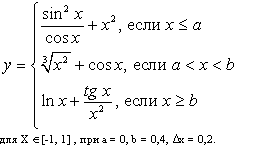 y = { sin² x / cos x + x², если x ≤ a
∛x² + cos x, если a < x < b
ln x + tg x / x², если x ≥ b
для X ∈ [-1, 1] , при a = 0, b = 0,4, Δx = 0,2.